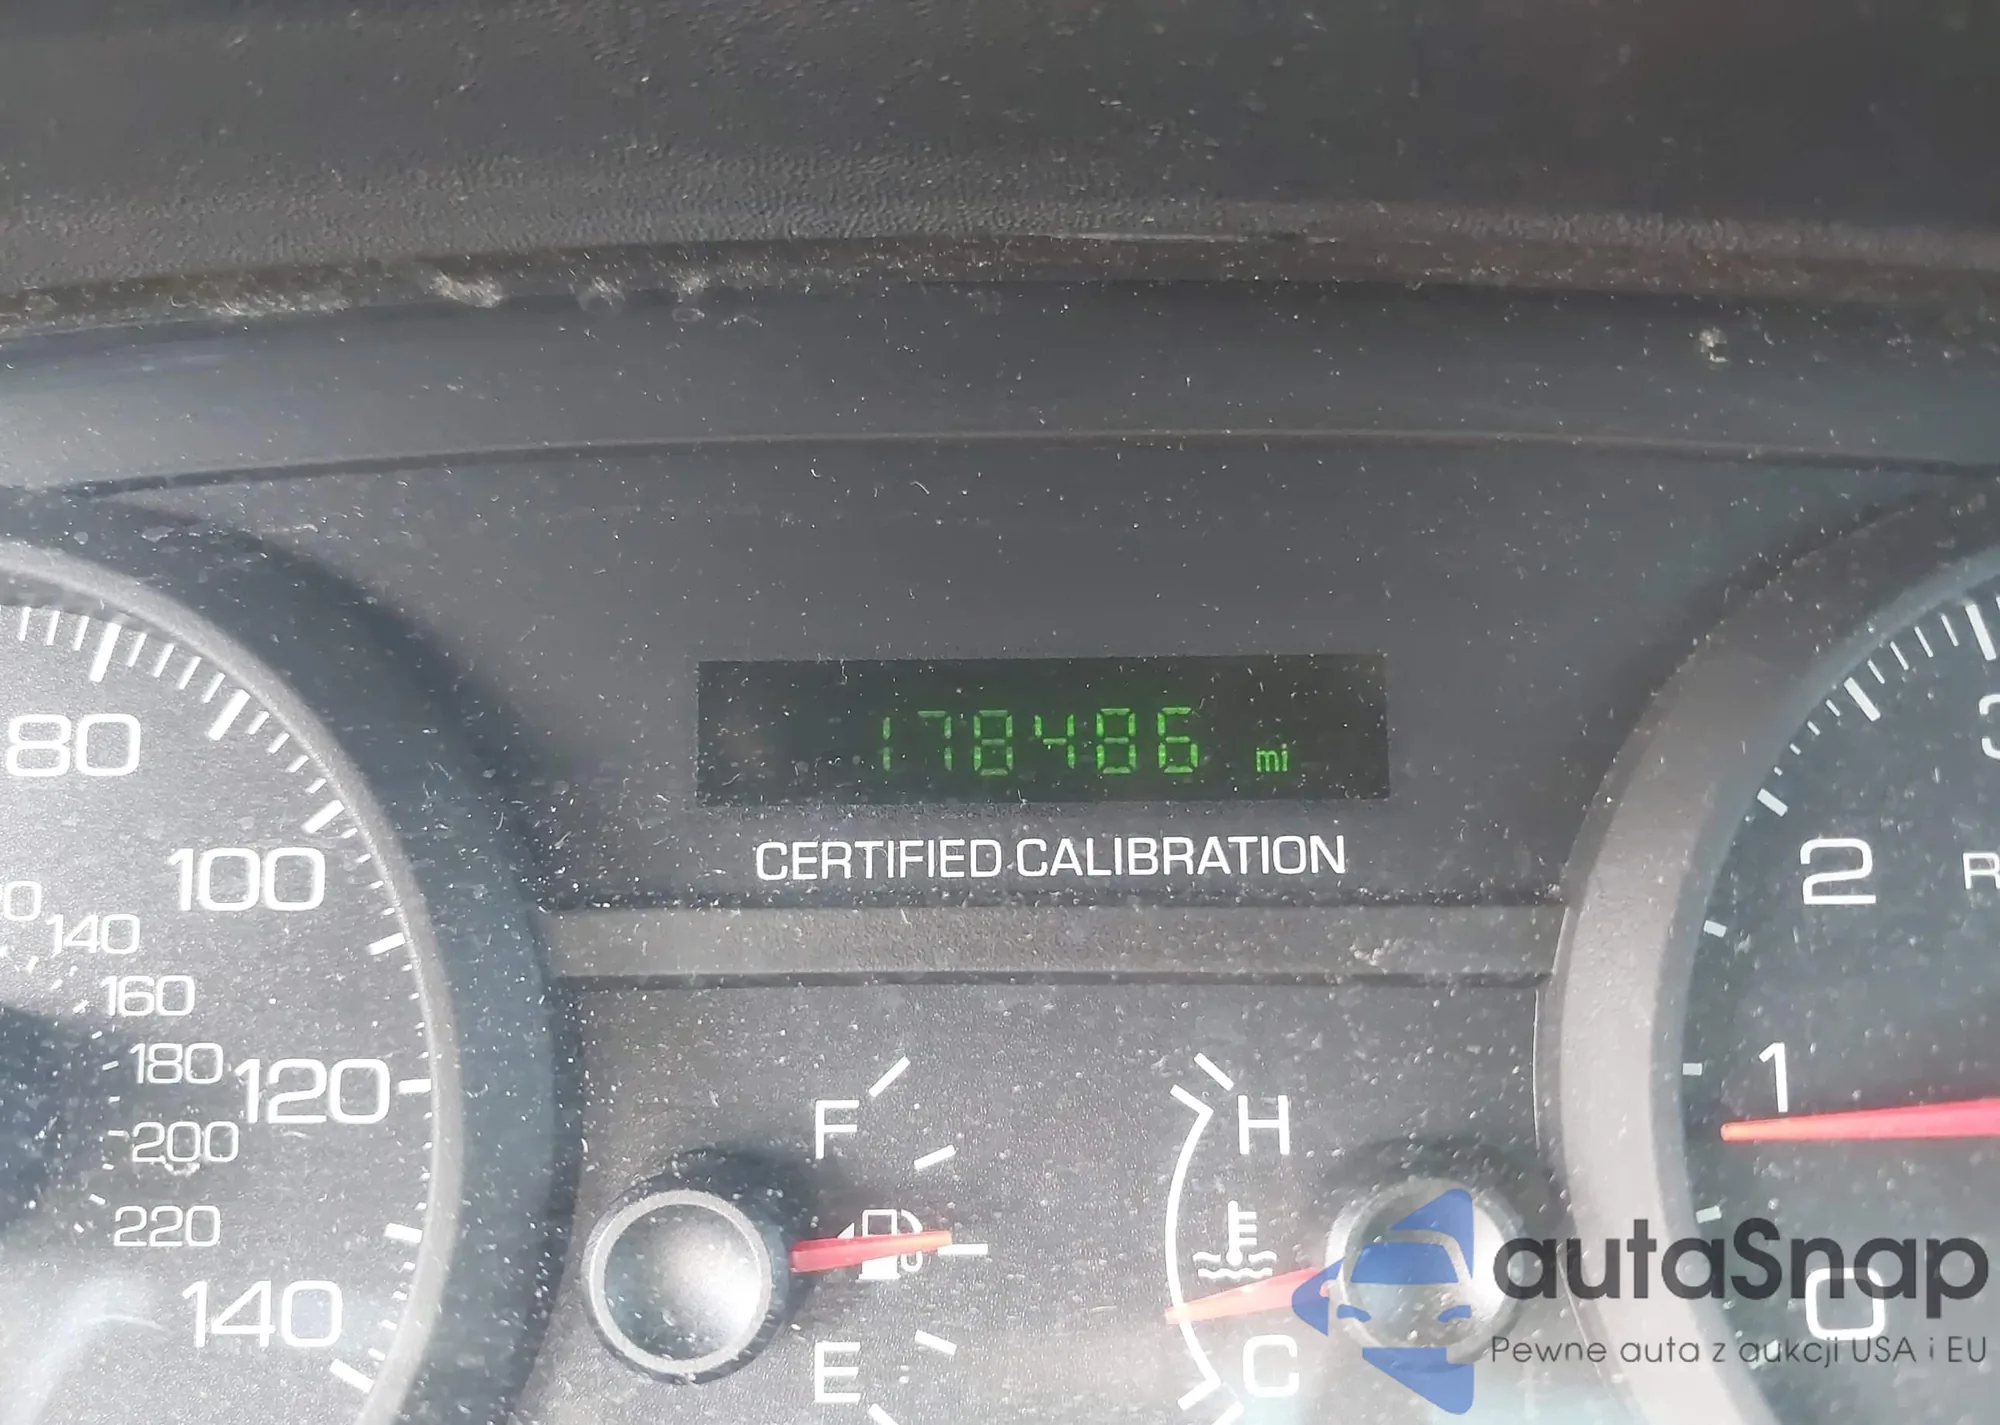 178486 mi
CERTIFIED CALIBRATION
80
100
120
140
140
160
180
200
220
F
E
H
C
3
2
1
0
R
autaSnap
Pewne auta z aukcji USA i EU